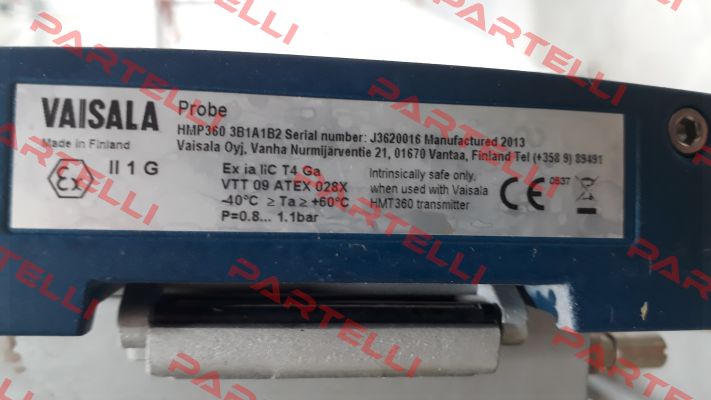 VAISALA
Probe
HMP360 3B1A1B2 Serial number: J3620016 Manufactured 2013
Made in Finland
Vaisala Oyj, Vanha Nurmijärventie 21, 01670 Vantaa, Finland Tel (+358 9) 89491
Ex
II 1 G
Ex ia IIC T4 Ga
VTT 09 ATEX 028X
-40°C ≥ Ta ≥ +60°C
P=0.8... 1.1bar
Intrinsically safe only.
when used with Vaisala
HMT360 transmitter
CE 0537
PARTELLI
PARTELLI
PARTELLI
PARTELLI
PARTELLI
PARTELLI
PARTELLI
PARTELLI